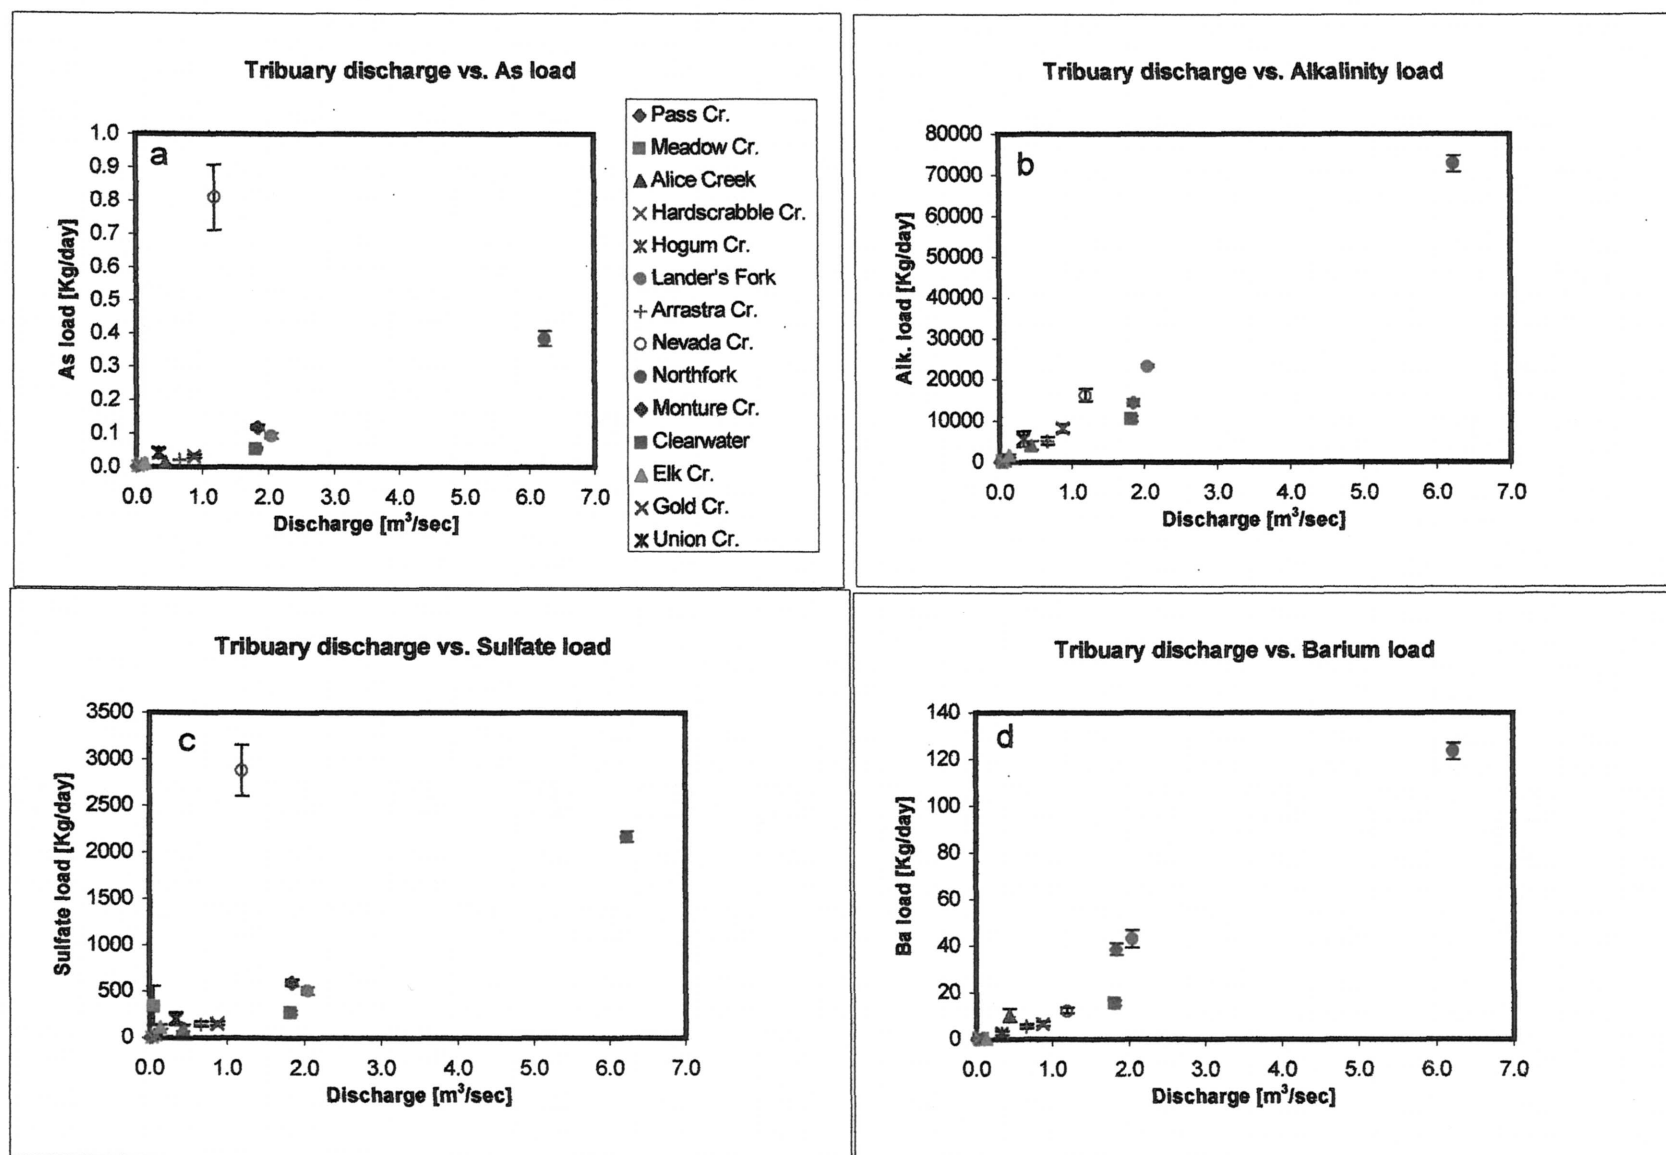 Tribuary discharge vs. As load
a
As load [Kg/day]
1.0
0.9
0.8
0.7
0.6
0.5
0.4
0.3
0.2
0.1
0.0
0.0 1.0 2.0 3.0 4.0 5.0 6.0 7.0
Discharge [m³/sec]
Pass Cr.
Meadow Cr.
Alice Creek
Hardscrabble Cr.
Hogum Cr.
Lander's Fork
Arrastra Cr.
Nevada Cr.
Northfork
Monture Cr.
Clearwater
Elk Cr.
Gold Cr.
Union Cr.
Tribuary discharge vs. Alkalinity load
b
Alk. load [Kg/day]
80000
70000
60000
50000
40000
30000
20000
10000
0
0.0 1.0 2.0 3.0 4.0 5.0 6.0 7.0
Discharge [m³/sec]
Tribuary discharge vs. Sulfate load
c
Sulfate load [Kg/day]
3500
3000
2500
2000
1500
1000
500
0
0.0 1.0 2.0 3.0 4.0 5.0 6.0 7.0
Discharge [m³/sec]
Tribuary discharge vs. Barium load
d
Ba load [Kg/day]
140
120
100
80
60
40
20
0
0.0 1.0 2.0 3.0 4.0 5.0 6.0 7.0
Discharge [m³/sec]